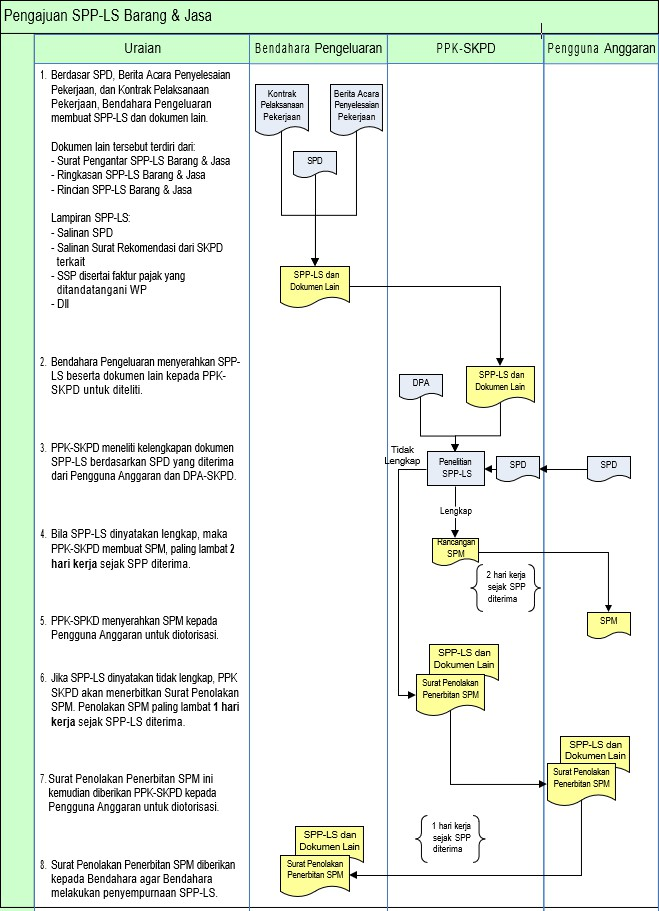 Pengajuan SPP-LS Barang & Jasa
Uraian
Bendahara Pengeluaran
PPK-SKPD
Pengguna Anggaran
1. Berdasar SPD, Berita Acara Penyelesaian
Pekerjaan, dan Kontrak Pelaksanaan
Pekerjaan, Bendahara Pengeluaran
membuat SPP-LS dan dokumen lain.
Dokumen lain tersebut terdiri dari:
- Surat Pengantar SPP-LS Barang & Jasa
- Ringkasan SPP-LS Barang & Jasa
- Rincian SPP-LS Barang & Jasa
Lampiran SPP-LS:
- Salinan SPD
- Salinan Surat Rekomendasi dari SKPD
terkait
- SSP disertai faktur pajak yang
ditandatangani WP
- Dll
2. Bendahara Pengeluaran menyerahkan SPP-
LS beserta dokumen lain kepada PPK-
SKPD untuk diteliti.
3. PPK-SKPD meneliti kelengkapan dokumen
SPP-LS berdasarkan SPD yang diterima
dari Pengguna Anggaran dan DPA-SKPD.
4. Bila SPP-LS dinyatakan lengkap, maka
PPK-SKPD membuat SPM, paling lambat 2
hari kerja sejak SPP diterima.
5. PPK-SPKD menyerahkan SPM kepada
Pengguna Anggaran untuk diotorisasi.
6. Jika SPP-LS dinyatakan tidak lengkap, PPK
SKPD akan menerbitkan Surat Penolakan
SPM. Penolakan SPM paling lambat 1 hari
kerja sejak SPP-LS diterima.
7. Surat Penolakan Penerbitan SPM ini
kemudian diberikan PPK-SKPD kepada
Pengguna Anggaran untuk diotorisasi.
8. Surat Penolakan Penerbitan SPM diberikan
kepada Bendahara agar Bendahara
melakukan penyempurnaan SPP-LS.
Kontrak
Pelaksanaan
Pekerjaan
Berita Acara
Penyelesaian
Pekerjaan
SPD
SPP-LS dan
Dokumen Lain
DPA
SPP-LS dan
Dokumen Lain
Tidak
Lengkap
Penelitian
SPP-LS
SPD
SPD
Lengkap
Rancangan
SPM
2 hari kerja
sejak SPP
diterima
SPM
SPP-LS dan
Dokumen Lain
Surat Penolakan
Penerbitan SPM
SPP-LS dan
Dokumen Lain
Surat Penolakan
Penerbitan SPM
1 hari kerja
sejak SPP
diterima
SPP-LS dan
Dokumen Lain
Surat Penolakan
Penerbitan SPM